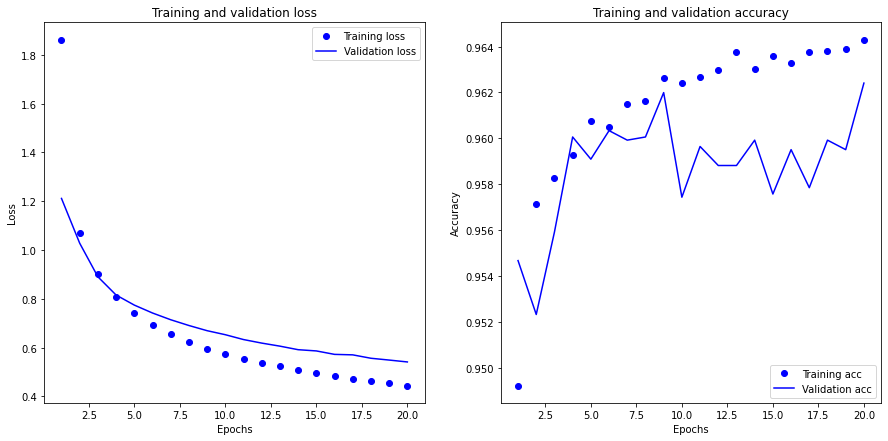 Training and validation loss
Training loss
Validation loss
1.8
1.6
1.4
1.2
1.0
0.8
0.6
0.4
Loss
2.5 5.0 7.5 10.0 12.5 15.0 17.5 20.0
Epochs
Training and validation accuracy
0.964
0.962
0.960
0.958
0.956
0.954
0.952
0.950
Accuracy
Training acc
Validation acc
2.5 5.0 7.5 10.0 12.5 15.0 17.5 20.0
Epochs